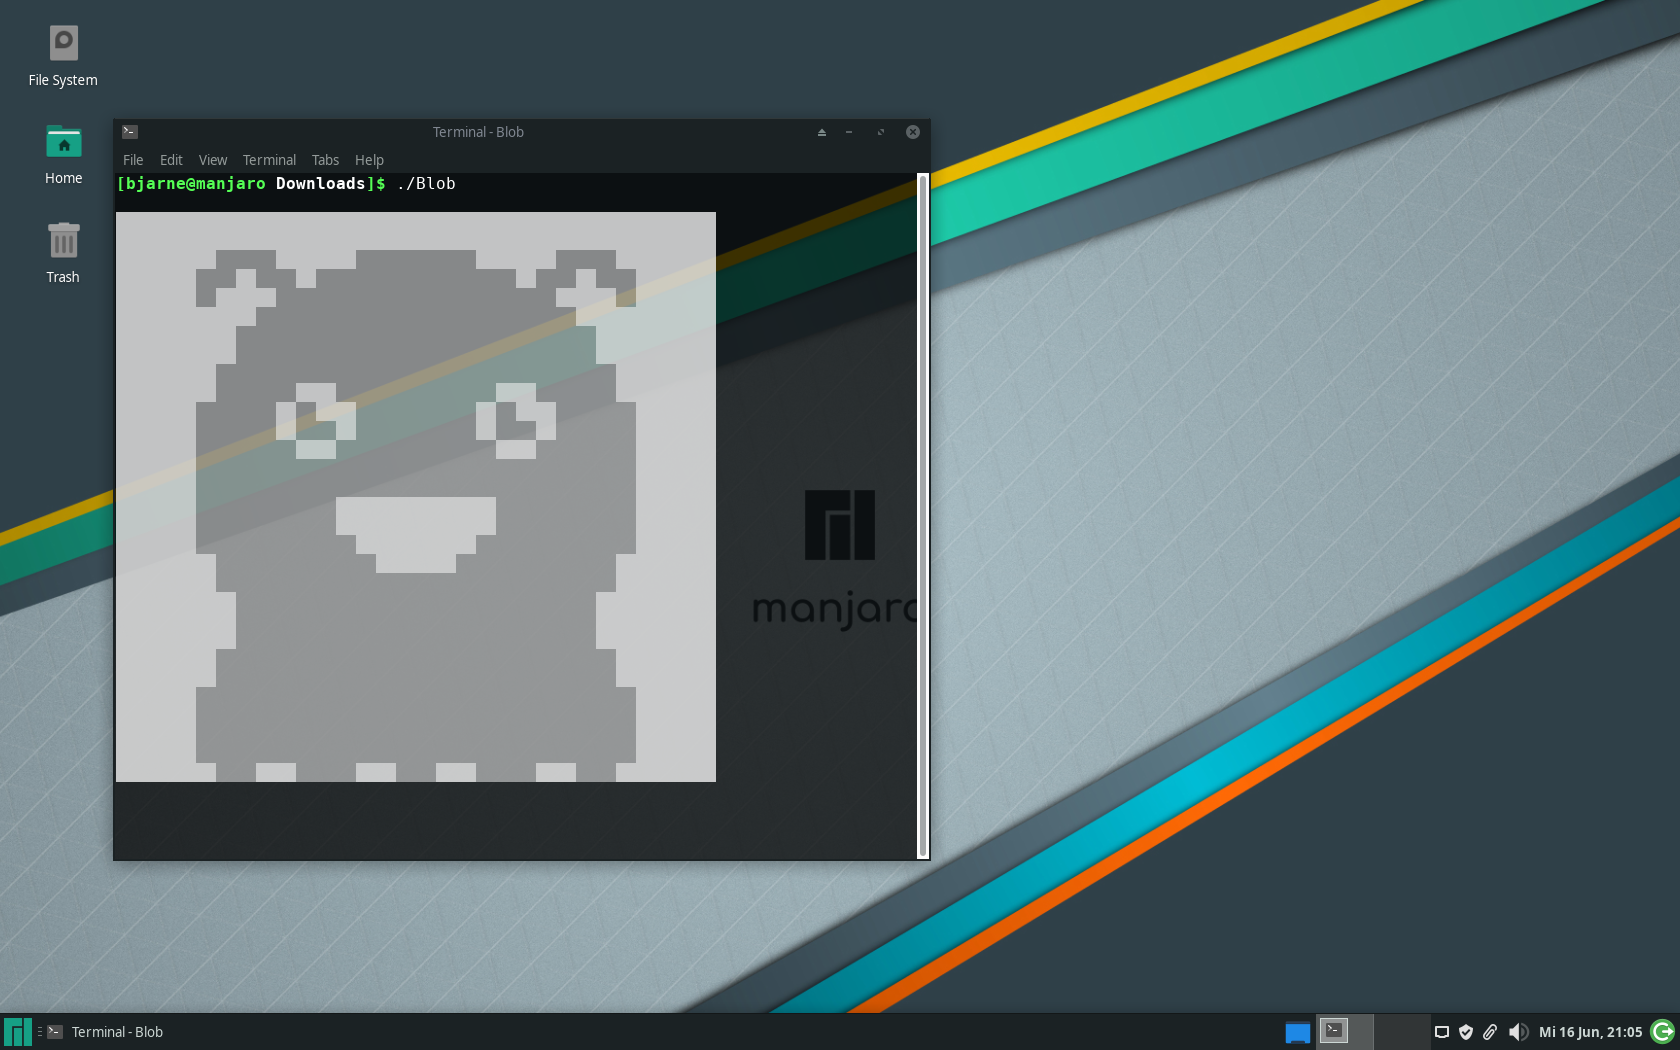 File System
Home
Trash
Terminal - Blob
File Edit View Terminal Tabs Help
[bjarne@manjaro Downloads]$ ./Blob
manjaro
Terminal - Blob
Mi 16 Jun, 21:05